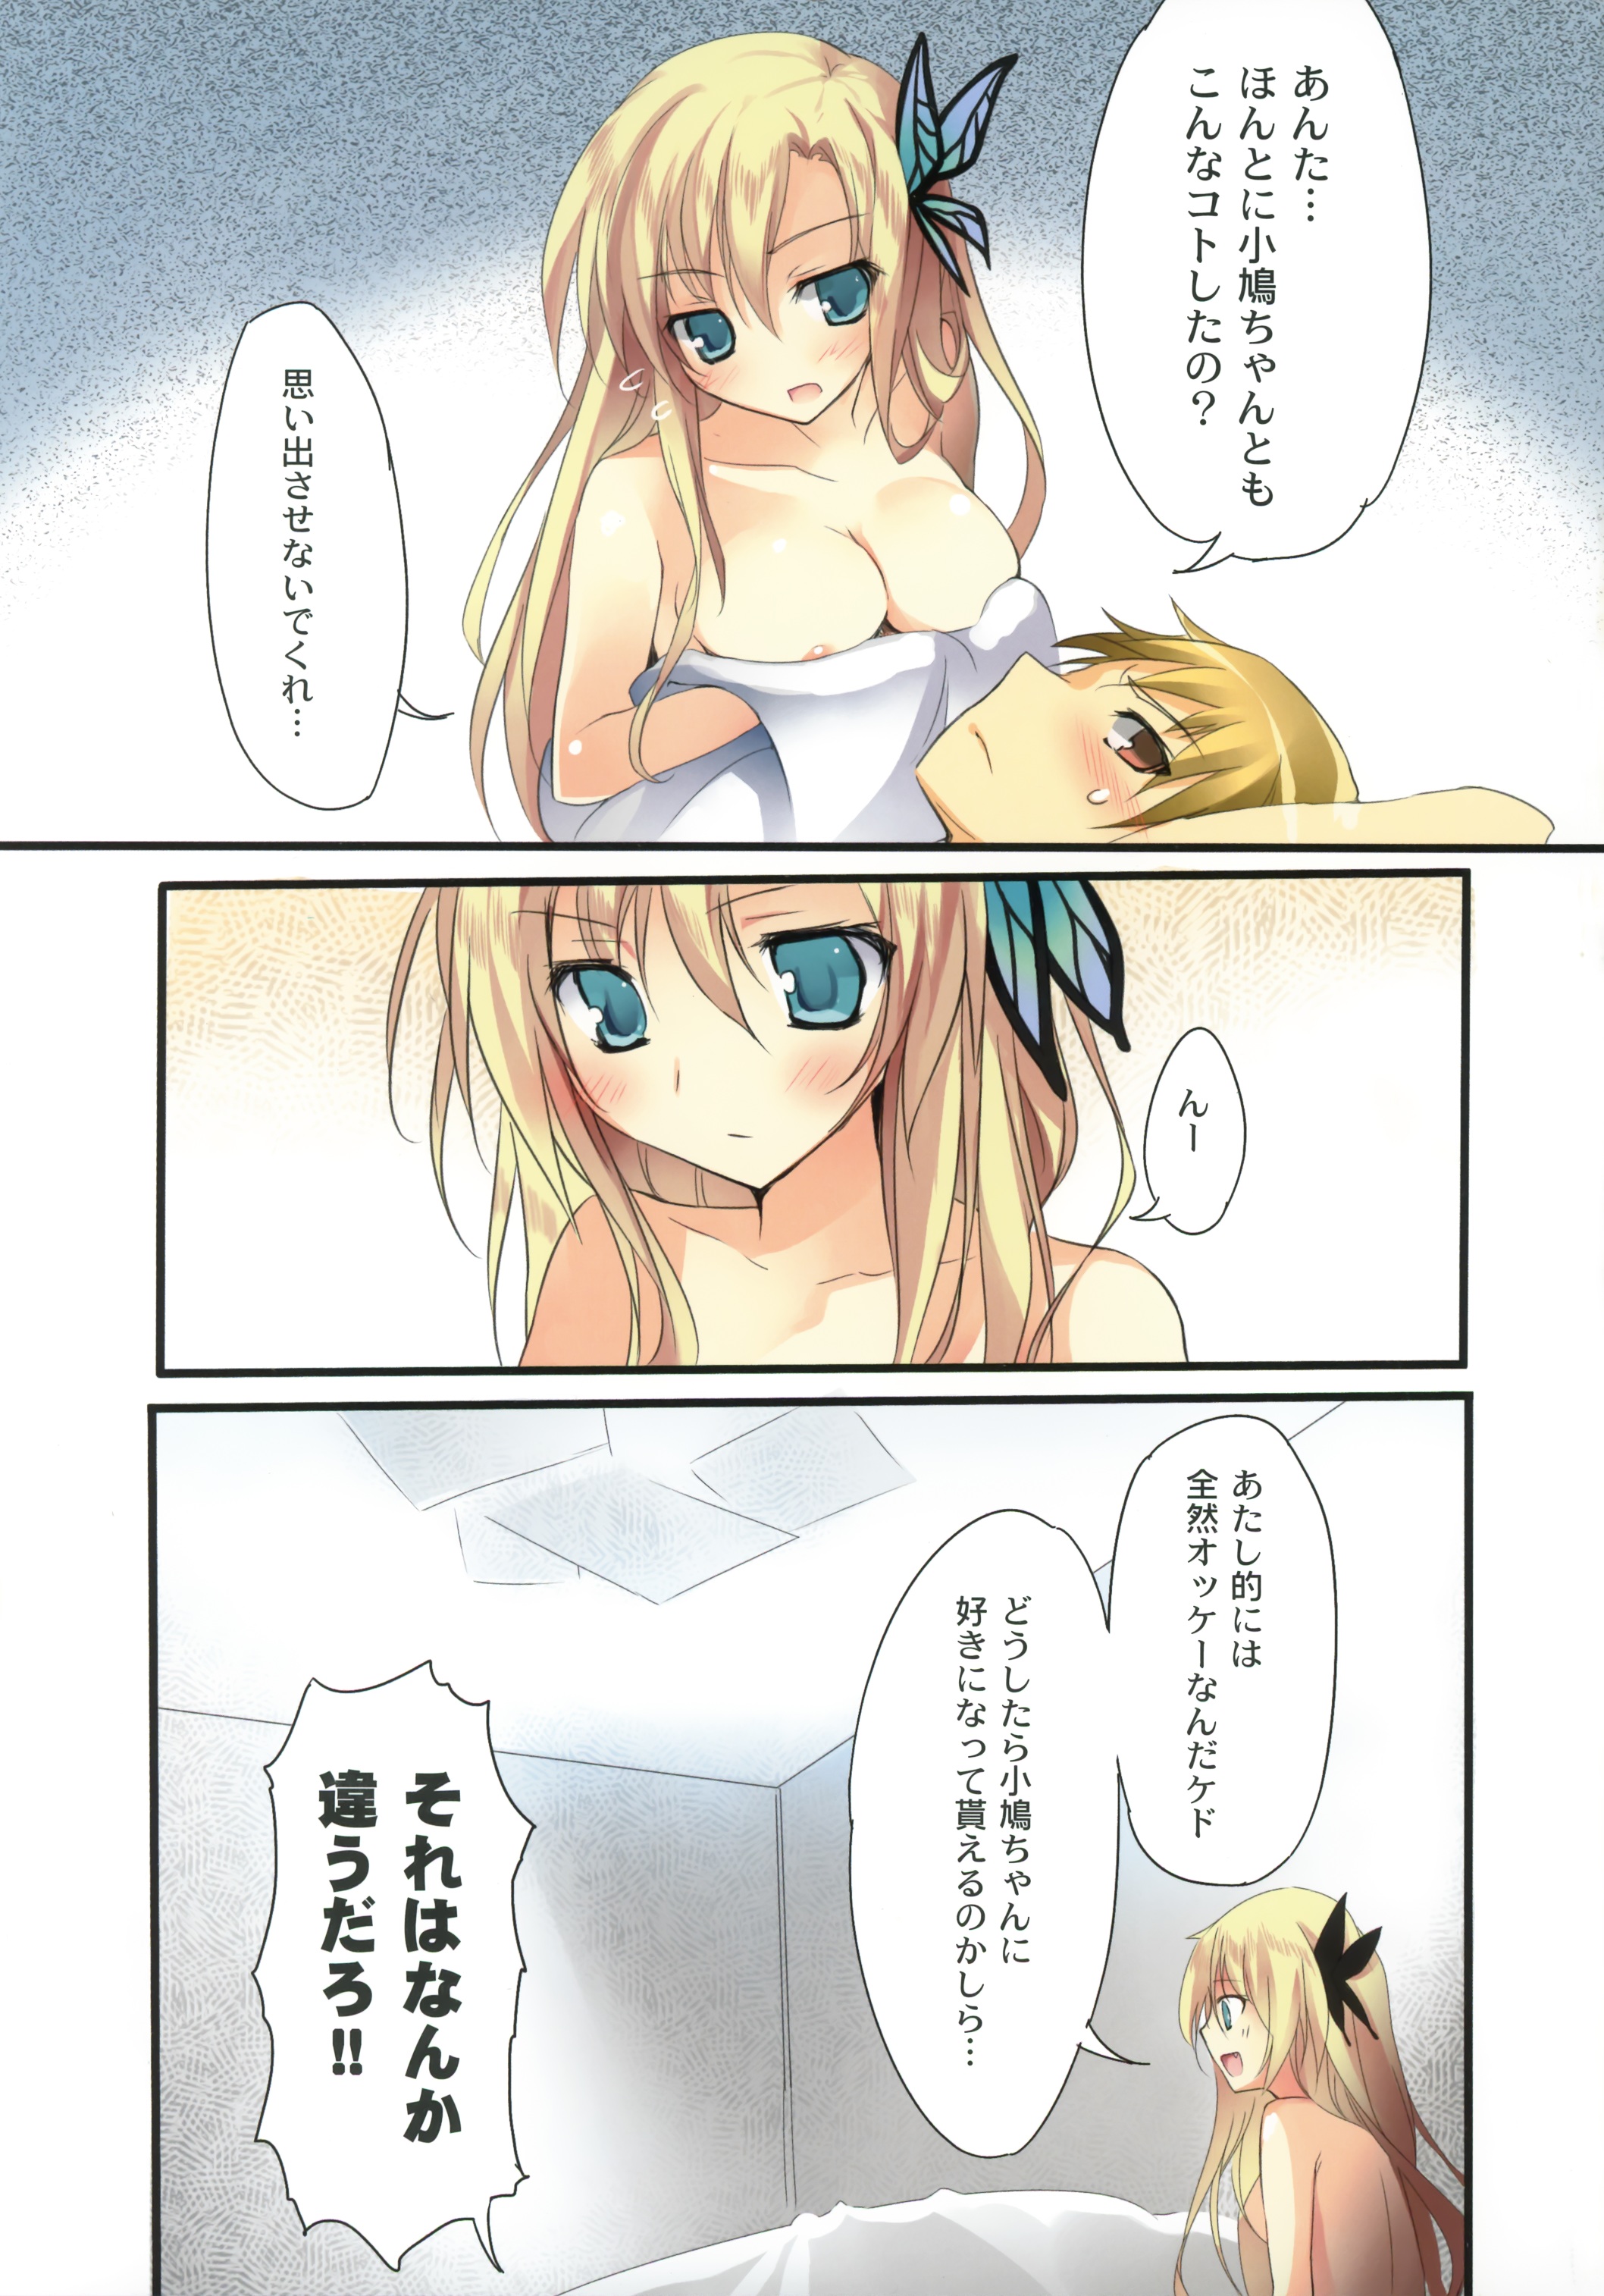 あんた…
ほんとに小鳩ちゃんとも
こんなコトしたの？
思い出させないでくれ…
んー
あたし的には
全然オッケーなんだケド
どうしたら小鳩ちゃんに
好きになって貰えるのかしら…
それはなんか
違うだろ!!